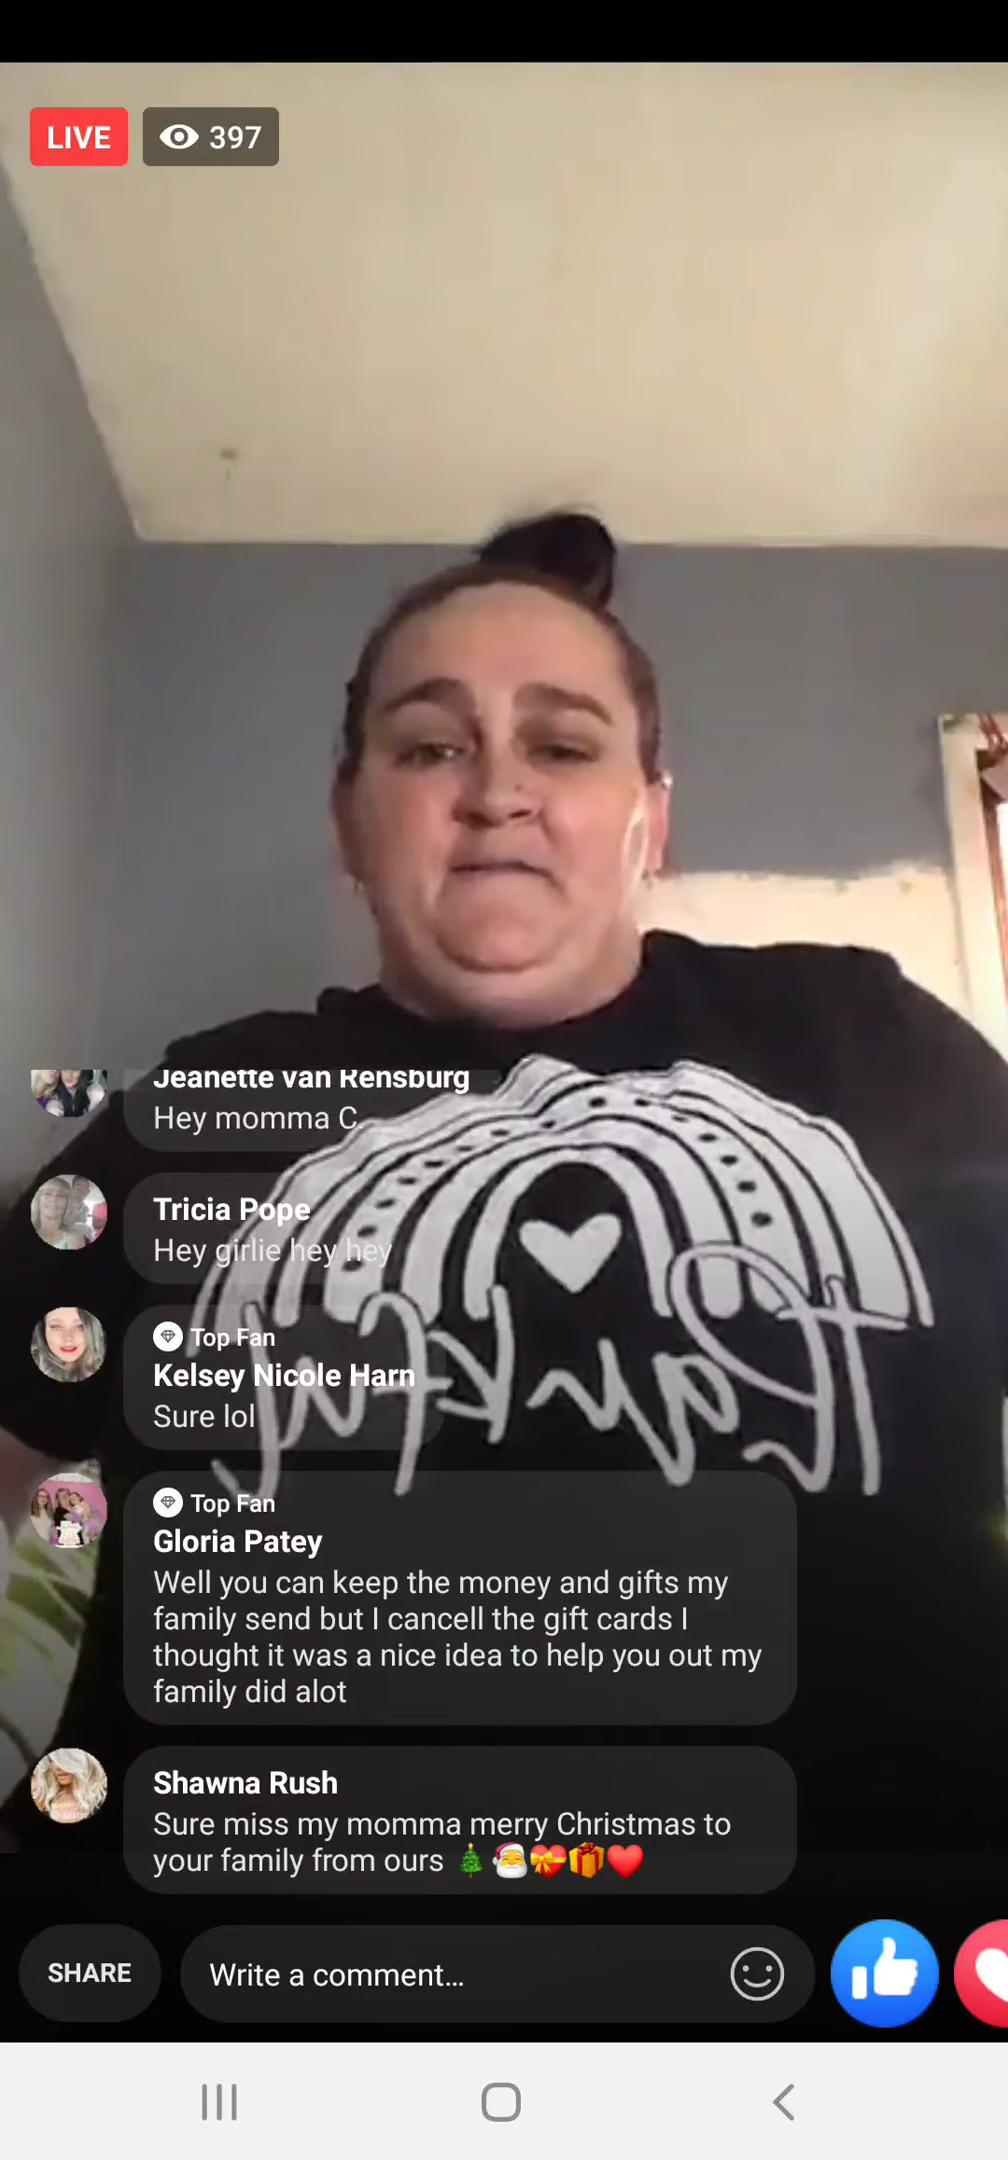 LIVE 397
Jeanette van Rensburg
Hey momma C.
Tricia Pope
Hey girlie hey hey
Top Fan
Kelsey Nicole Harn
Sure lol
Top Fan
Gloria Patey
Well you can keep the money and gifts my
family send but I cancell the gift cards I
thought it was a nice idea to help you out my
family did alot
Shawna Rush
Sure miss my momma merry Christmas to
your family from ours 🎄🎅💝🎁❤️
SHARE
Write a comment...